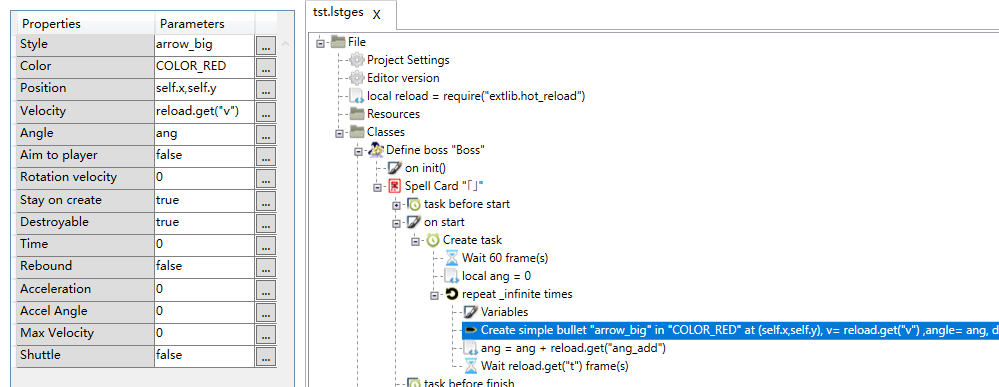 Properties Parameters
Style arrow_big ...
Color COLOR_RED ...
Position self.x,self.y ...
Velocity reload.get("v") ...
Angle ang ...
Aim to player false ...
Rotation velocity 0 ...
Stay on create true ...
Destroyable true ...
Time 0 ...
Rebound false ...
Acceleration 0 ...
Accel Angle 0 ...
Max Velocity 0 ...
Shuttle false ...
tst.lstges X
File
Project Settings
Editor version
local reload = require("extlib.hot_reload")
Resources
Classes
Define boss "Boss"
on init()
Spell Card "「」"
task before start
on start
Create task
Wait 60 frame(s)
local ang = 0
repeat _infinite times
Variables
Create simple bullet "arrow_big" in "COLOR_RED" at (self.x,self.y), v= reload.get("v") ,angle= ang, d
ang = ang + reload.get("ang_add")
Wait reload.get("t") frame(s)
task before finish